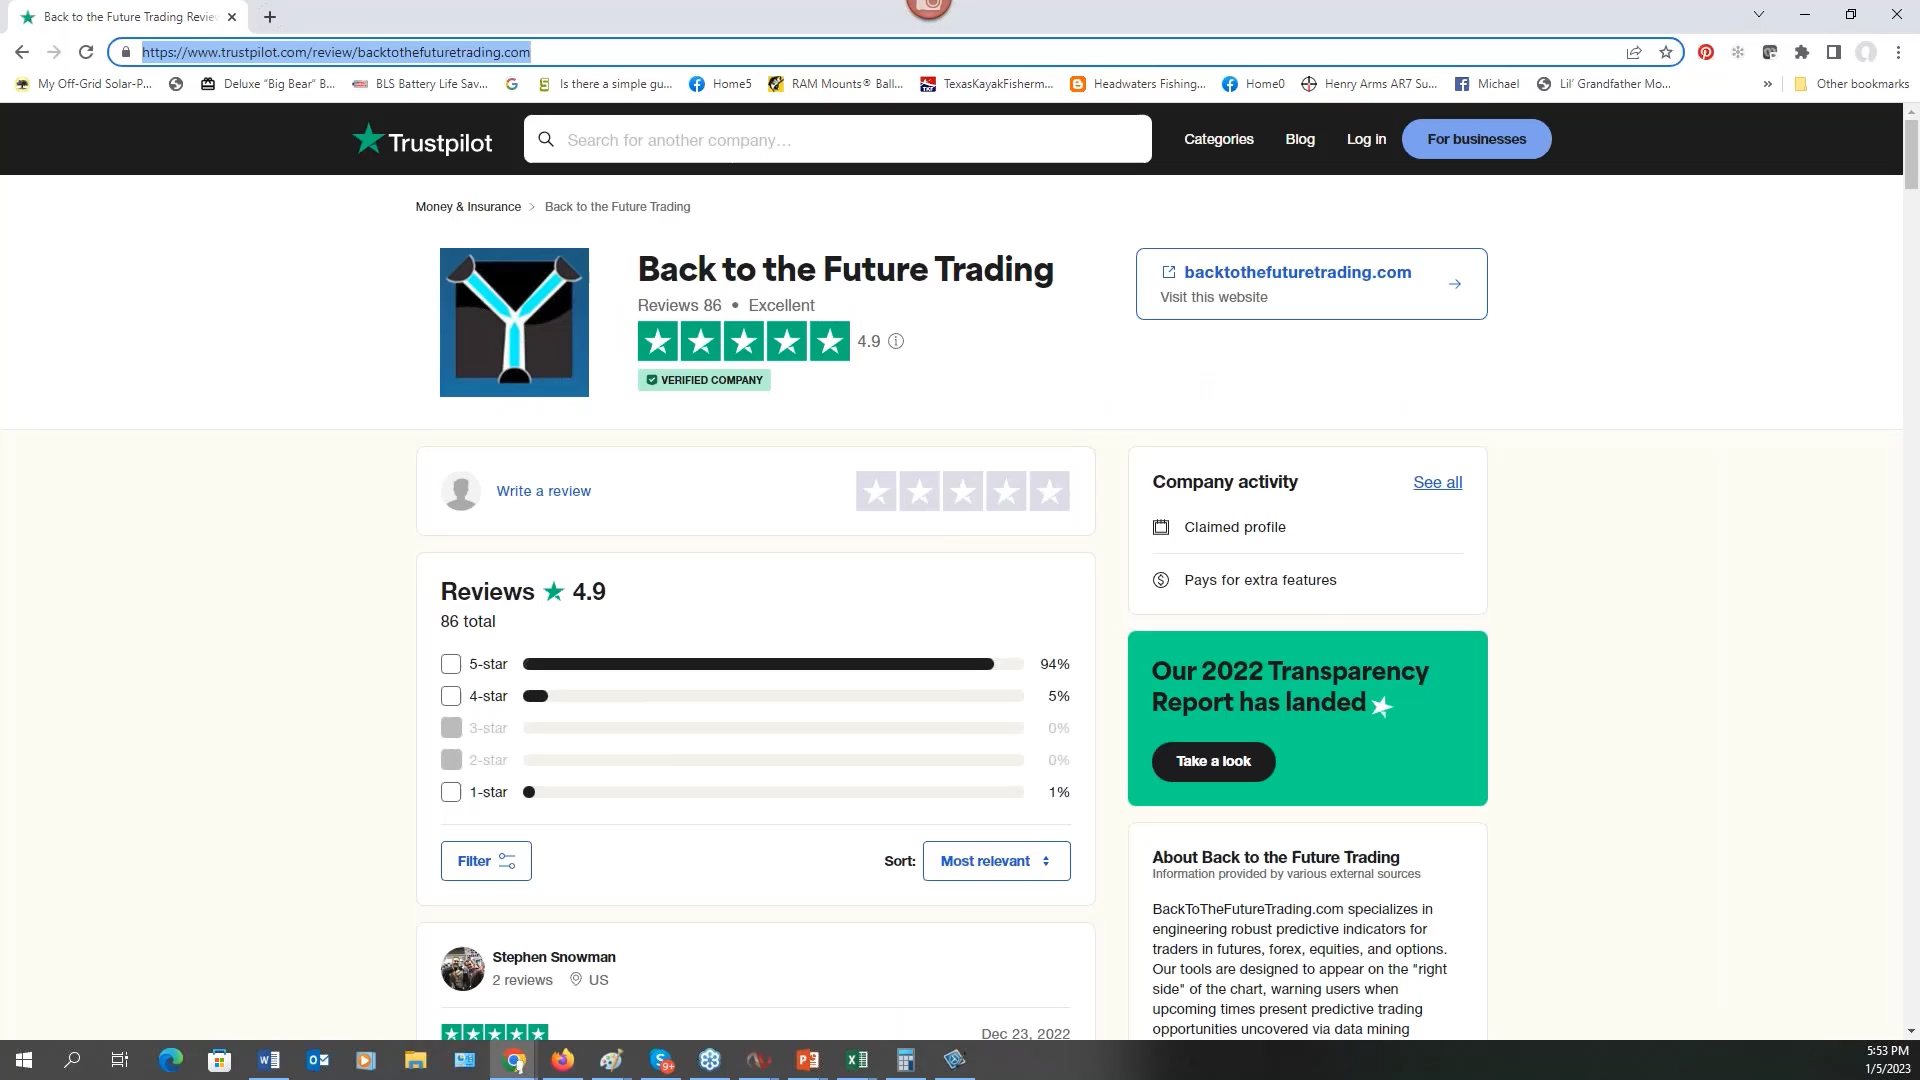 Back to the Future Trading Review
https://www.trustpilot.com/review/backtothefuturetrading.com
My Off-Grid Solar-P...
Deluxe "Big Bear" B...
BLS Battery Life Sav...
Is there a simple gu...
Home5
RAM Mounts® Ball...
TexasKayakFisherm...
Headwaters Fishing...
Home0
Henry Arms AR7 Su...
Michael
Lil' Grandfather Mo...
»
Other bookmarks
Trustpilot
Search for another company...
Categories
Blog
Log in
For businesses
Money & Insurance > Back to the Future Trading
Back to the Future Trading
Reviews 86 • Excellent
4.9
VERIFIED COMPANY
backtothefuturetrading.com
Visit this website
Write a review
Reviews 4.9
86 total
5-star 94%
4-star 5%
3-star 0%
2-star 0%
1-star 1%
Filter
Sort: Most relevant
Stephen Snowman
2 reviews US
Dec 23, 2022
Company activity See all
Claimed profile
Pays for extra features
Our 2022 Transparency
Report has landed
Take a look
About Back to the Future Trading
Information provided by various external sources
BackToTheFutureTrading.com specializes in
engineering robust predictive indicators for
traders in futures, forex, equities, and options.
Our tools are designed to appear on the "right
side" of the chart, warning users when
upcoming times present predictive trading
opportunities uncovered via data mining
9+
5:53 PM
1/5/2023